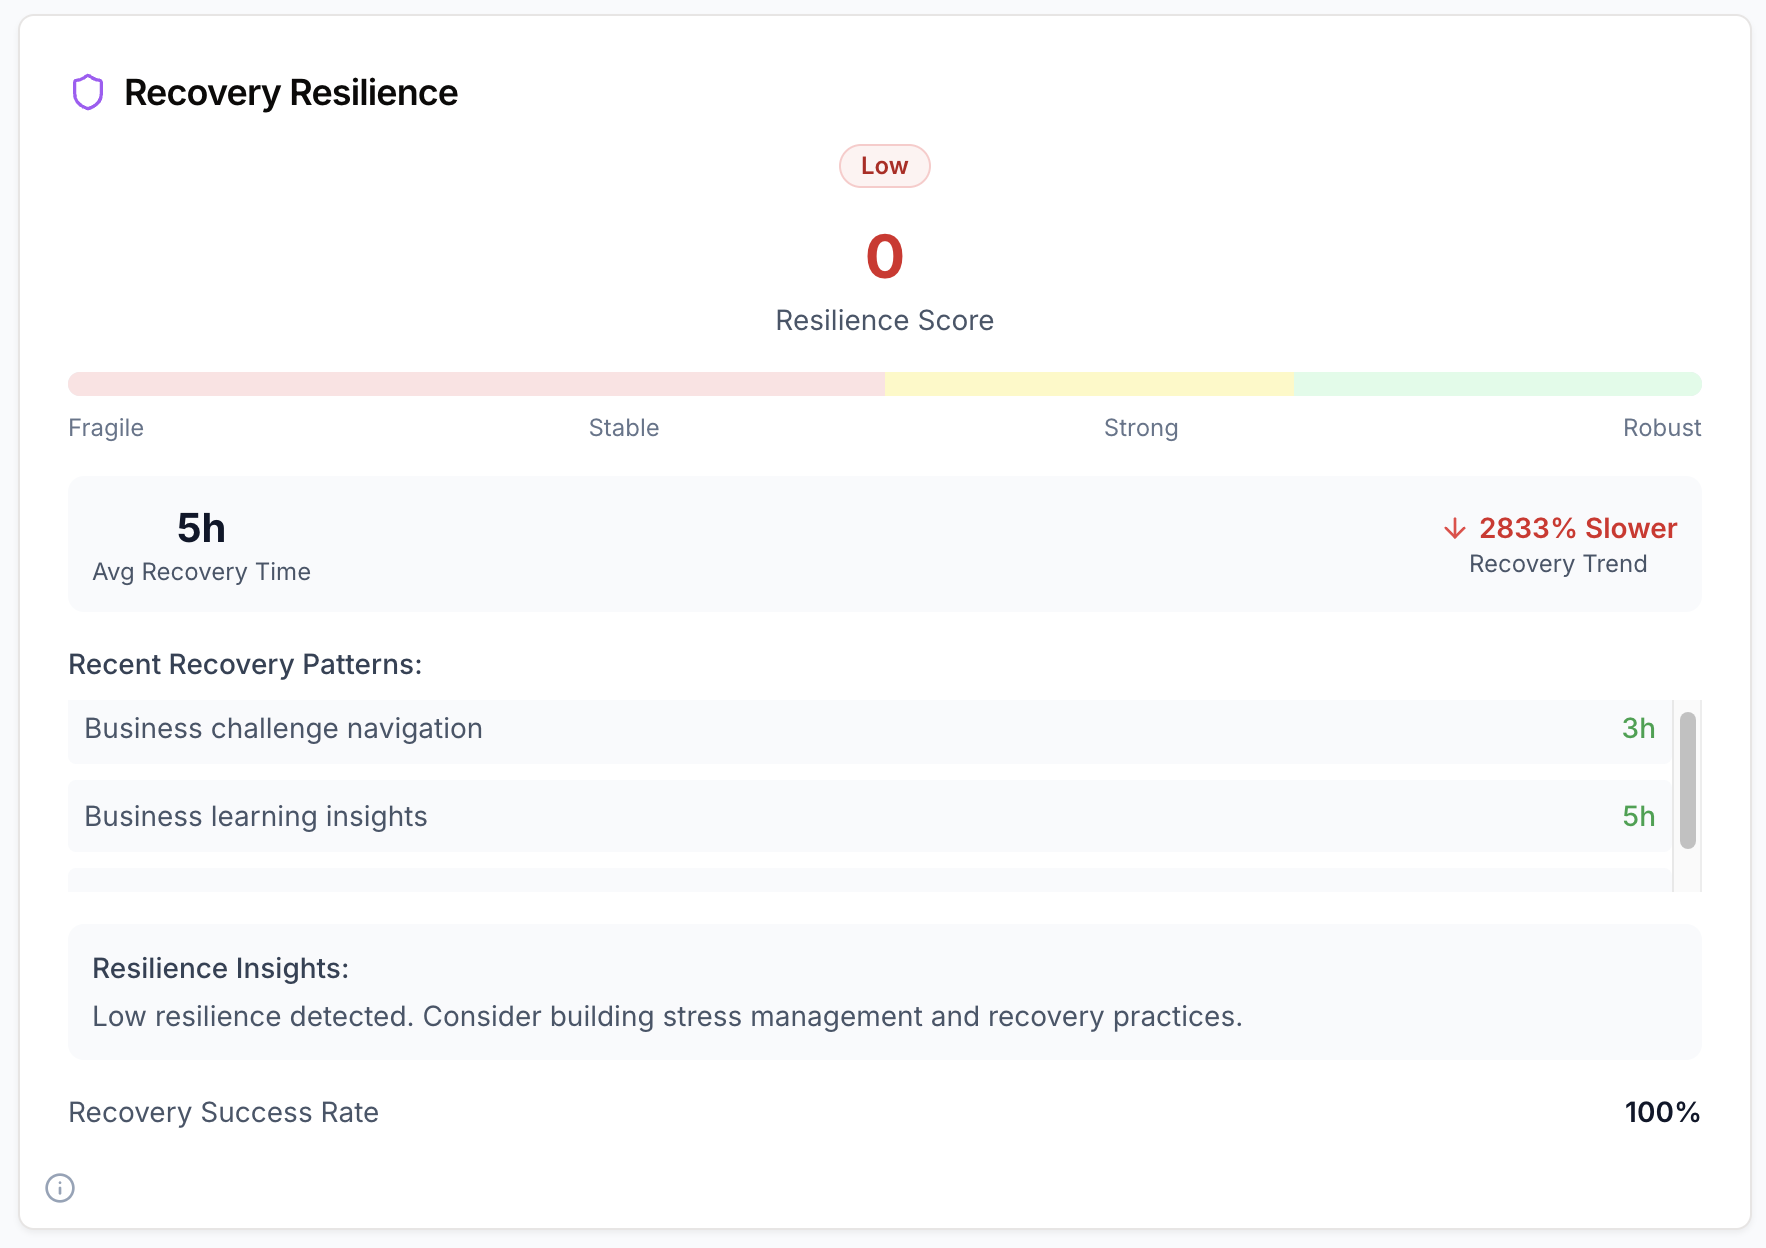 Recovery Resilience
Low
0
Resilience Score
Fragile Stable Strong Robust
5h
Avg Recovery Time
2833% Slower
Recovery Trend
Recent Recovery Patterns:
Business challenge navigation 3h
Business learning insights 5h
Resilience Insights:
Low resilience detected. Consider building stress management and recovery practices.
Recovery Success Rate 100%